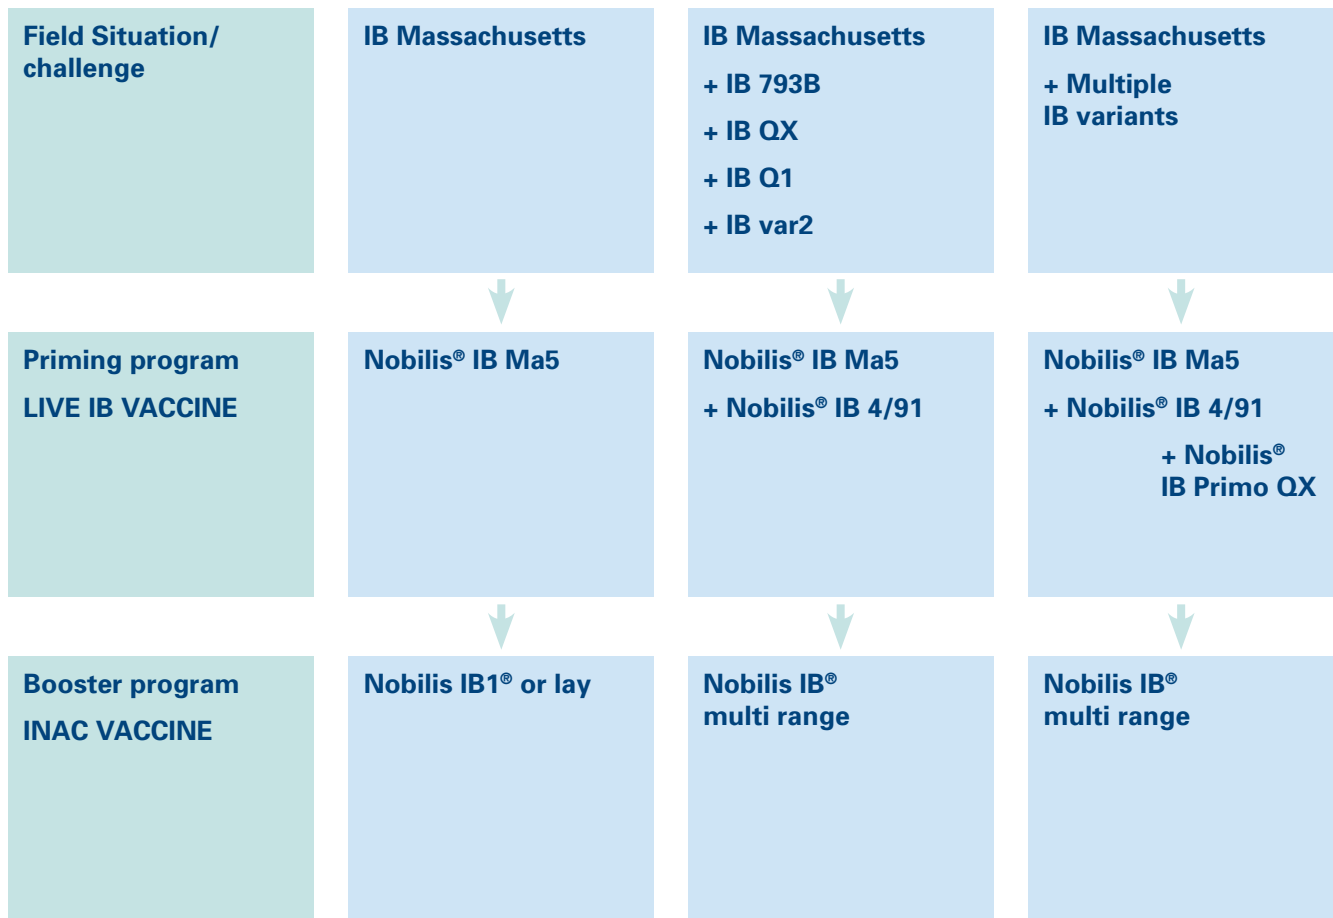 Field Situation/
challenge
IB Massachusetts
IB Massachusetts
+ IB 793B
+ IB QX
+ IB Q1
+ IB var2
IB Massachusetts
+ Multiple
IB variants
Priming program
LIVE IB VACCINE
Nobilis® IB Ma5
Nobilis® IB Ma5
+ Nobilis® IB 4/91
Nobilis® IB Ma5
+ Nobilis® IB 4/91
+ Nobilis®
IB Primo QX
Booster program
INAC VACCINE
Nobilis IB1® or lay
Nobilis IB®
multi range
Nobilis IB®
multi range